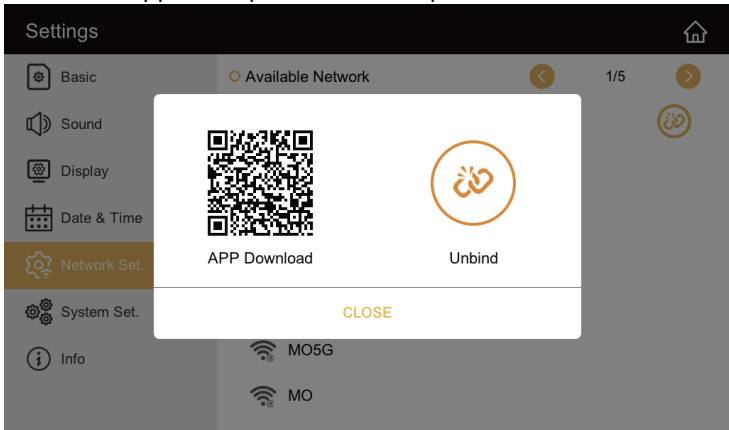 Settings
Basic
Available Network
1/5
Sound
Display
Date & Time
Network Set.
System Set.
Info
APP Download
Unbind
CLOSE
MO5G
MO